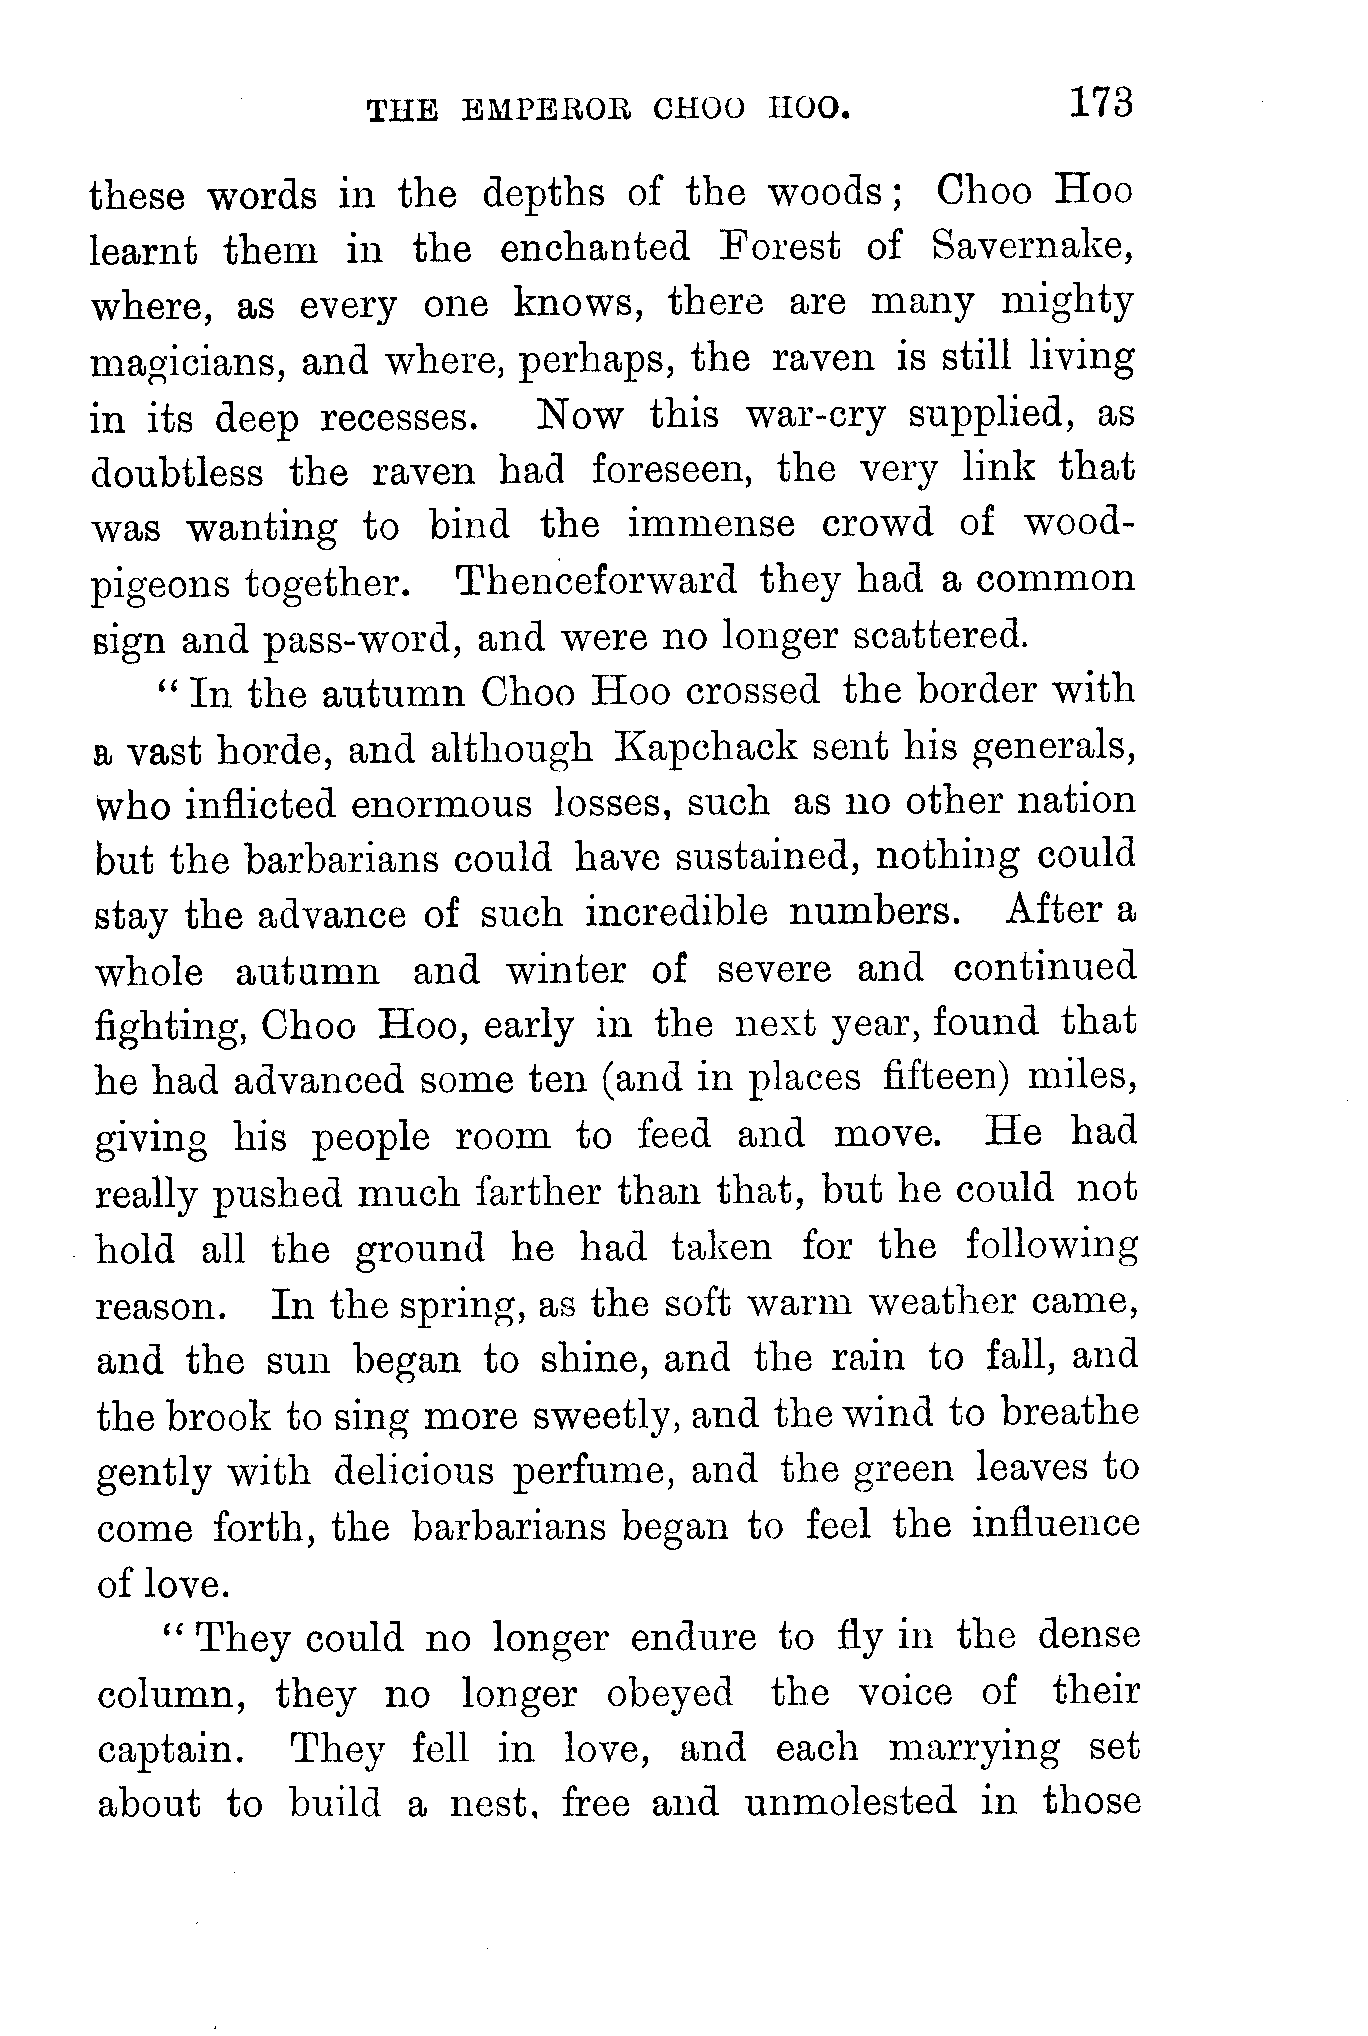 THE EMPEROR CHOO HOO. 173
these words in the depths of the woods; Choo Hoo
learnt them in the enchanted Forest of Savernake,
where, as every one knows, there are many mighty
magicians, and where, perhaps, the raven is still living
in its deep recesses. Now this war-cry supplied, as
doubtless the raven had foreseen, the very link that
was wanting to bind the immense crowd of wood-
pigeons together. Thenceforward they had a common
sign and pass-word, and were no longer scattered.
“ In the autumn Choo Hoo crossed the border with
a vast horde, and although Kapchack sent his generals,
who inflicted enormous losses, such as no other nation
but the barbarians could have sustained, nothing could
stay the advance of such incredible numbers. After a
whole autumn and winter of severe and continued
fighting, Choo Hoo, early in the next year, found that
he had advanced some ten (and in places fifteen) miles,
giving his people room to feed and move. He had
really pushed much farther than that, but he could not
hold all the ground he had taken for the following
reason. In the spring, as the soft warm weather came,
and the sun began to shine, and the rain to fall, and
the brook to sing more sweetly, and the wind to breathe
gently with delicious perfume, and the green leaves to
come forth, the barbarians began to feel the influence
of love.
“ They could no longer endure to fly in the dense
column, they no longer obeyed the voice of their
captain. They fell in love, and each marrying set
about to build a nest, free and unmolested in those